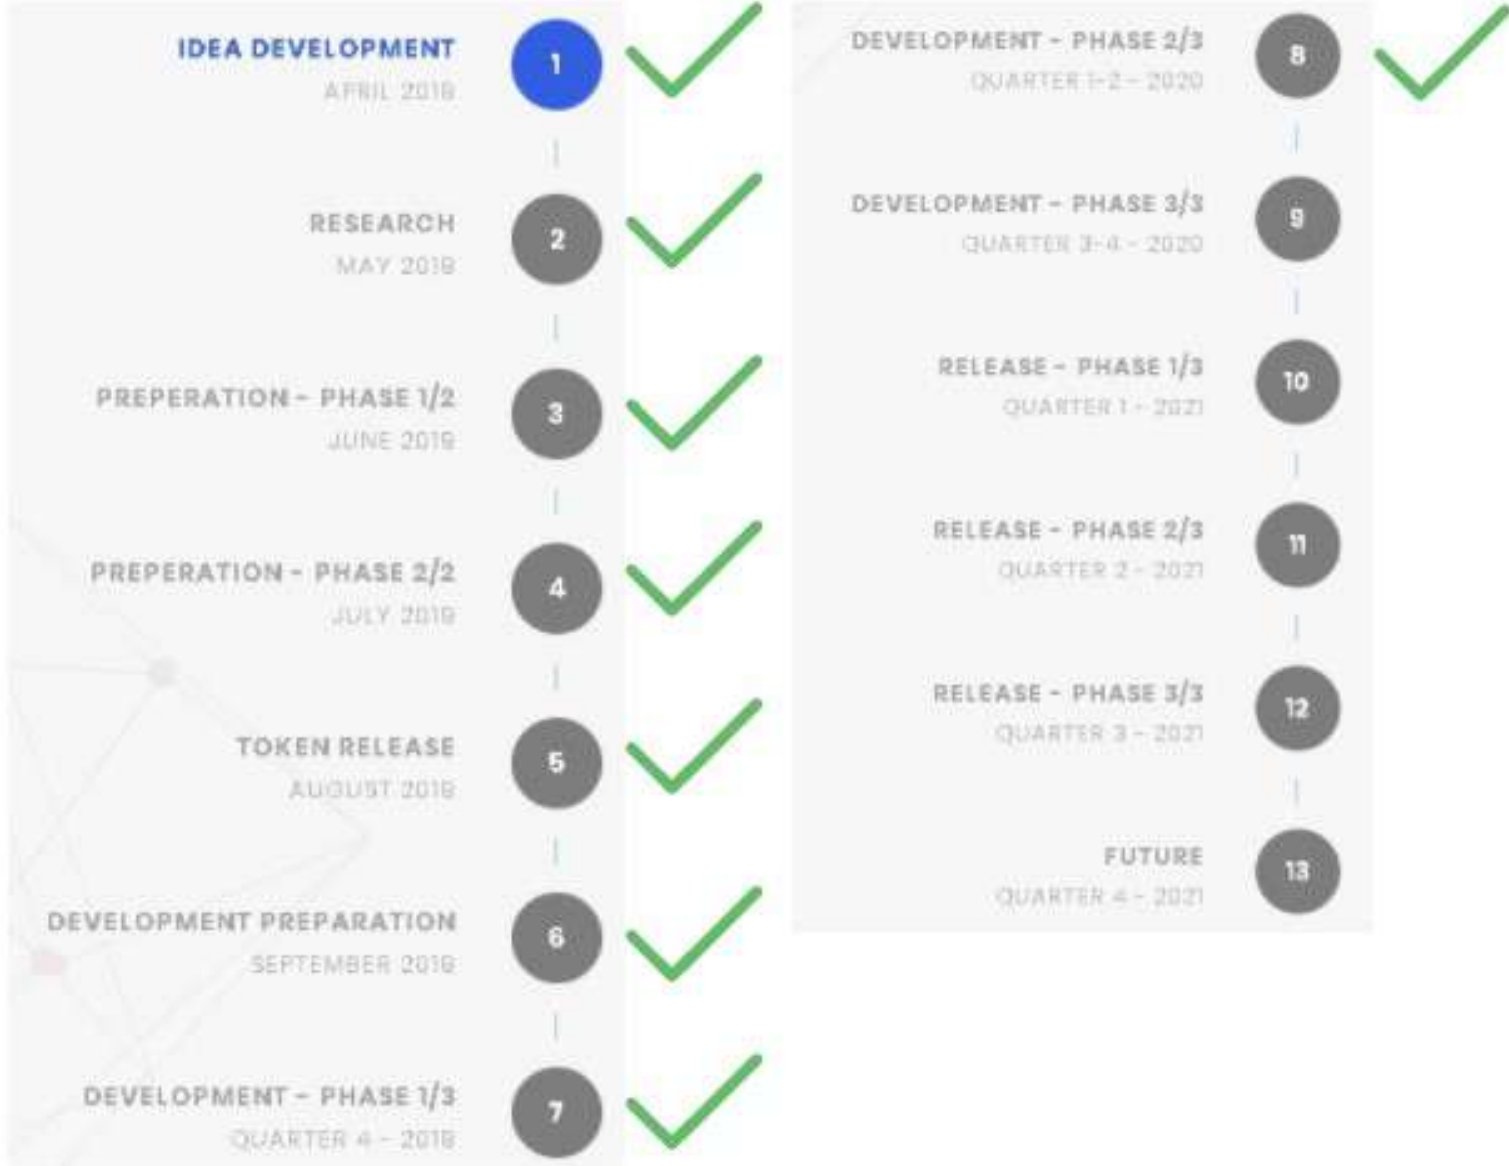 IDEA DEVELOPMENT
1
APRIL 2019
RESEARCH
2
MAY 2019
PREPERATION - PHASE 1/2
3
JUNE 2019
PREPERATION - PHASE 2/2
4
JULY 2019
TOKEN RELEASE
5
AUGUST 2019
DEVELOPMENT PREPARATION
6
SEPTEMBER 2019
DEVELOPMENT - PHASE 1/3
7
QUARTER 4 - 2019
DEVELOPMENT - PHASE 2/3
8
QUARTER 1-2 - 2020
DEVELOPMENT - PHASE 3/3
9
QUARTER 3-4 - 2020
RELEASE - PHASE 1/3
10
QUARTER 1 - 2021
RELEASE - PHASE 2/3
11
QUARTER 2 - 2021
RELEASE - PHASE 3/3
12
QUARTER 3 - 2021
FUTURE
13
QUARTER 4 - 2021